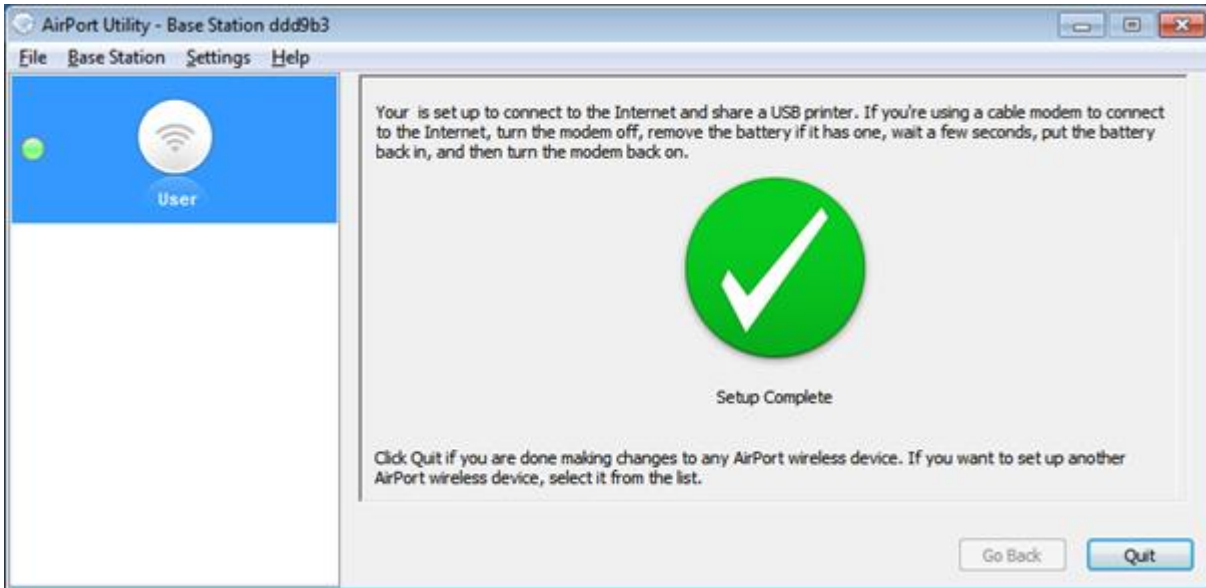 AirPort Utility - Base Station ddd9b3
File Base Station Settings Help
User
Your is set up to connect to the Internet and share a USB printer. If you're using a cable modem to connect
to the Internet, turn the modem off, remove the battery if it has one, wait a few seconds, put the battery
back in, and then turn the modem back on.
Setup Complete
Click Quit if you are done making changes to any AirPort wireless device. If you want to set up another
AirPort wireless device, select it from the list.
Go Back Quit